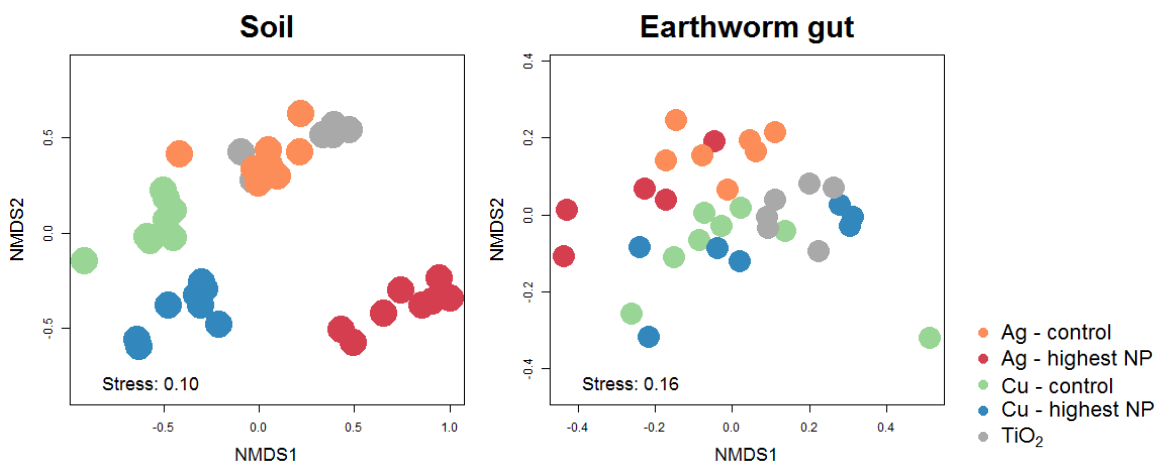 Soil
Earthworm gut
NMDS2
0.5
0.0
-0.5
Stress: 0.10
-0.5
0.0
0.5
1.0
NMDS1
NMDS2
0.4
0.2
0.0
-0.2
-0.4
Stress: 0.16
-0.4
-0.2
0.0
0.2
0.4
NMDS1
Ag - control
Ag - highest NP
Cu - control
Cu - highest NP
TiO₂